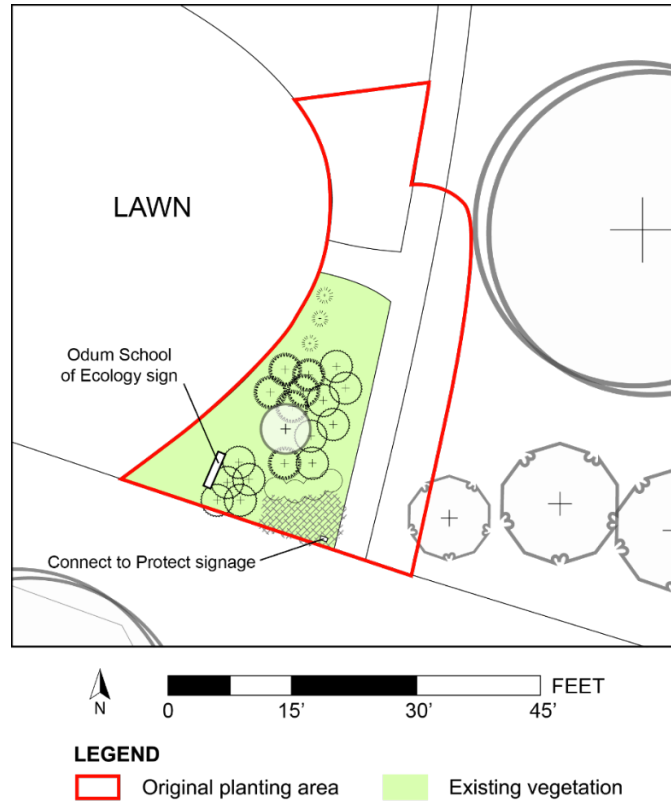 LAWN
Odum School
of Ecology sign
Connect to Protect signage
N
FEET
0 15' 30' 45'
LEGEND
Original planting area
Existing vegetation